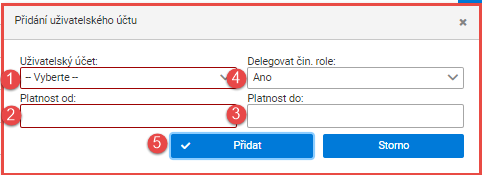 Přidání uživatelského účtu ×
Uživatelský účet: Delegovat čin. role:
1 -- Vyberte -- 4 Ano
Platnost od: Platnost do:
2 3
5 ✓ Přidat Storno